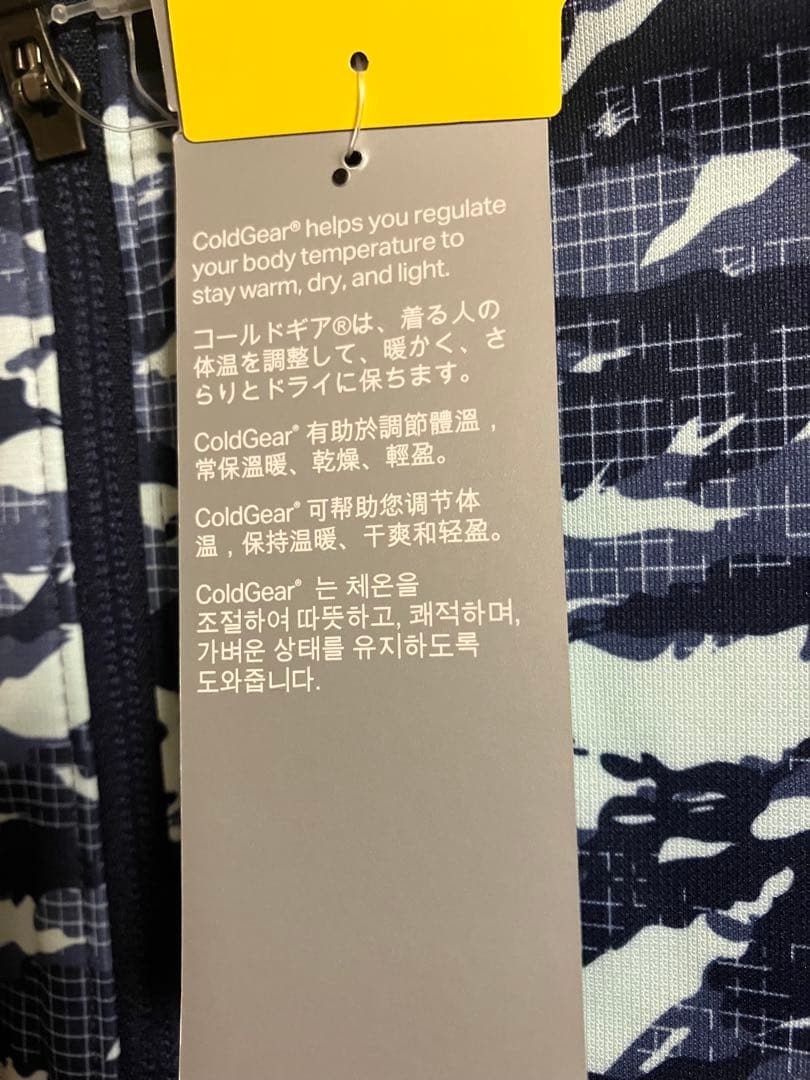 ColdGear® helps you regulate
your body temperature to
stay warm, dry, and light.
コールドギア®は、着る人の
体温を調整して、暖かく、さ
らりとドライに保ちます。
ColdGear® 有助於調節體溫，
常保溫暖、乾燥、輕盈。
ColdGear® 可帮助您调节体
温，保持温暖、干爽和轻盈。
ColdGear® 는 체온을
조절하여 따뜻하고, 쾌적하며,
가벼운 상태를 유지하도록
도와줍니다.